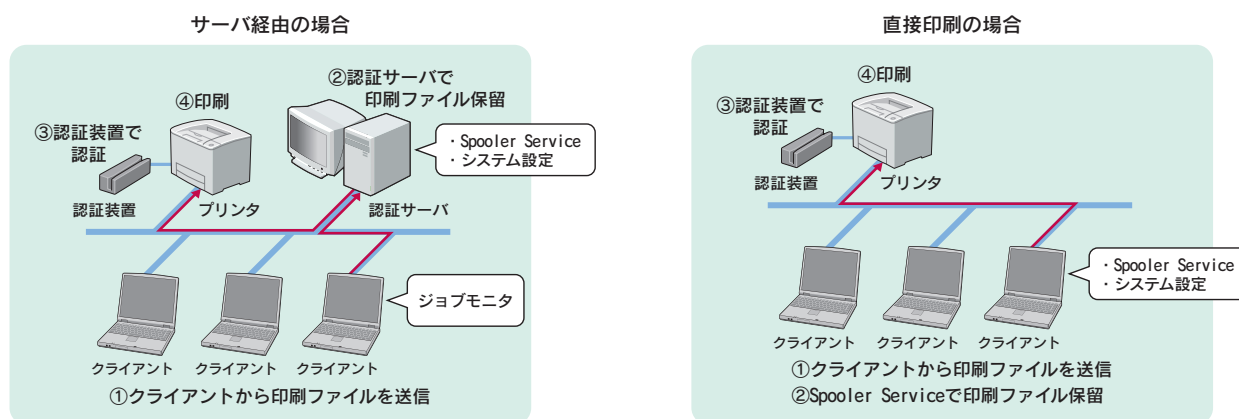 サーバ経由の場合
②認証サーバで
印刷ファイル保留
④印刷
③認証装置で
認証
・Spooler Service
・システム設定
認証装置
プリンタ
認証サーバ
ジョブモニタ
クライアント
クライアント
クライアント
①クライアントから印刷ファイルを送信
直接印刷の場合
④印刷
③認証装置で
認証
認証装置
プリンタ
・Spooler Service
・システム設定
クライアント
クライアント
クライアント
①クライアントから印刷ファイルを送信
②Spooler Serviceで印刷ファイル保留